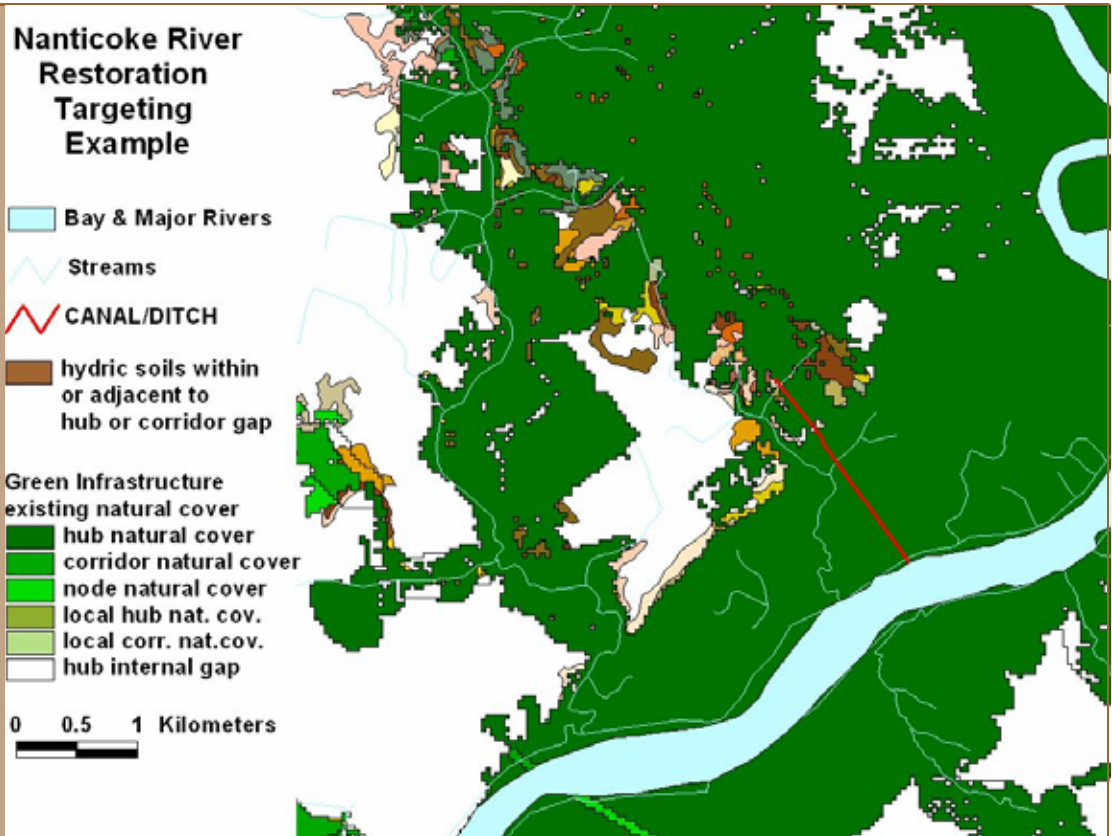 Nanticoke River
Restoration
Targeting
Example
Bay & Major Rivers
Streams
CANAL/DITCH
hydric soils within
or adjacent to
hub or corridor gap
Green Infrastructure
existing natural cover
hub natural cover
corridor natural cover
node natural cover
local hub nat. cov.
local corr. nat.cov.
hub internal gap
0 0.5 1 Kilometers